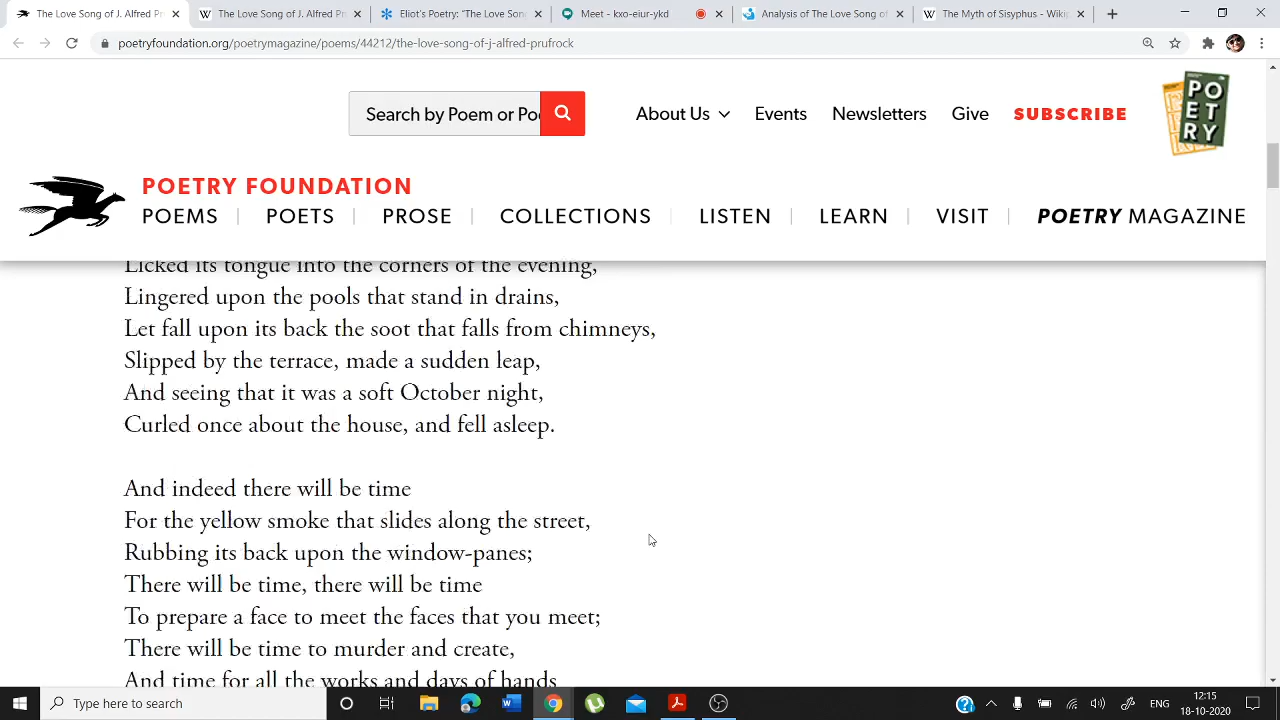 The Love Song of J. Alfred P
The Love Song of J. Alfred Pr
Eliot's Poetry: "The Love Song
Meet - kxo-eiur-ykd
Analysis of The Love Song of
The Myth of Sisyphus - Wiki
poetryfoundation.org/poetrymagazine/poems/44212/the-love-song-of-j-alfred-prufrock
Search by Poem or Poe
About Us
Events
Newsletters
Give
SUBSCRIBE
POETRY
POETRY FOUNDATION
POEMS
POETS
PROSE
COLLECTIONS
LISTEN
LEARN
VISIT
POETRY MAGAZINE
Licked its tongue into the corners of the evening,
Lingered upon the pools that stand in drains,
Let fall upon its back the soot that falls from chimneys,
Slipped by the terrace, made a sudden leap,
And seeing that it was a soft October night,
Curled once about the house, and fell asleep.
And indeed there will be time
For the yellow smoke that slides along the street,
Rubbing its back upon the window-panes;
There will be time, there will be time
To prepare a face to meet the faces that you meet;
There will be time to murder and create,
And time for all the works and days of hands
Type here to search
ENG
12:15
18-10-2020